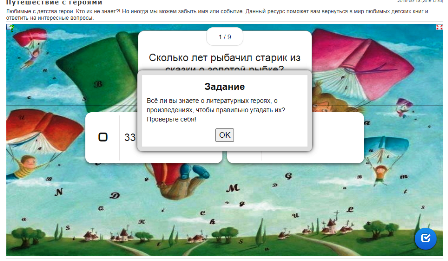 Путешествие с героями
Любимые с детства герои. Кто их не знает?! Но иногда мы можем забыть имя или событие. Данный ресурс поможет вам вернуться в мир любимых детских книг и
ответить на интересные вопросы.
1 / 9
Сколько лет рыбачил старик из
сказки о золотой рыбке?
Задание
Всё ли вы знаете о литературных героях, о
произведениях, чтобы правильно угадать их?
Проверьте себя!
OK
33